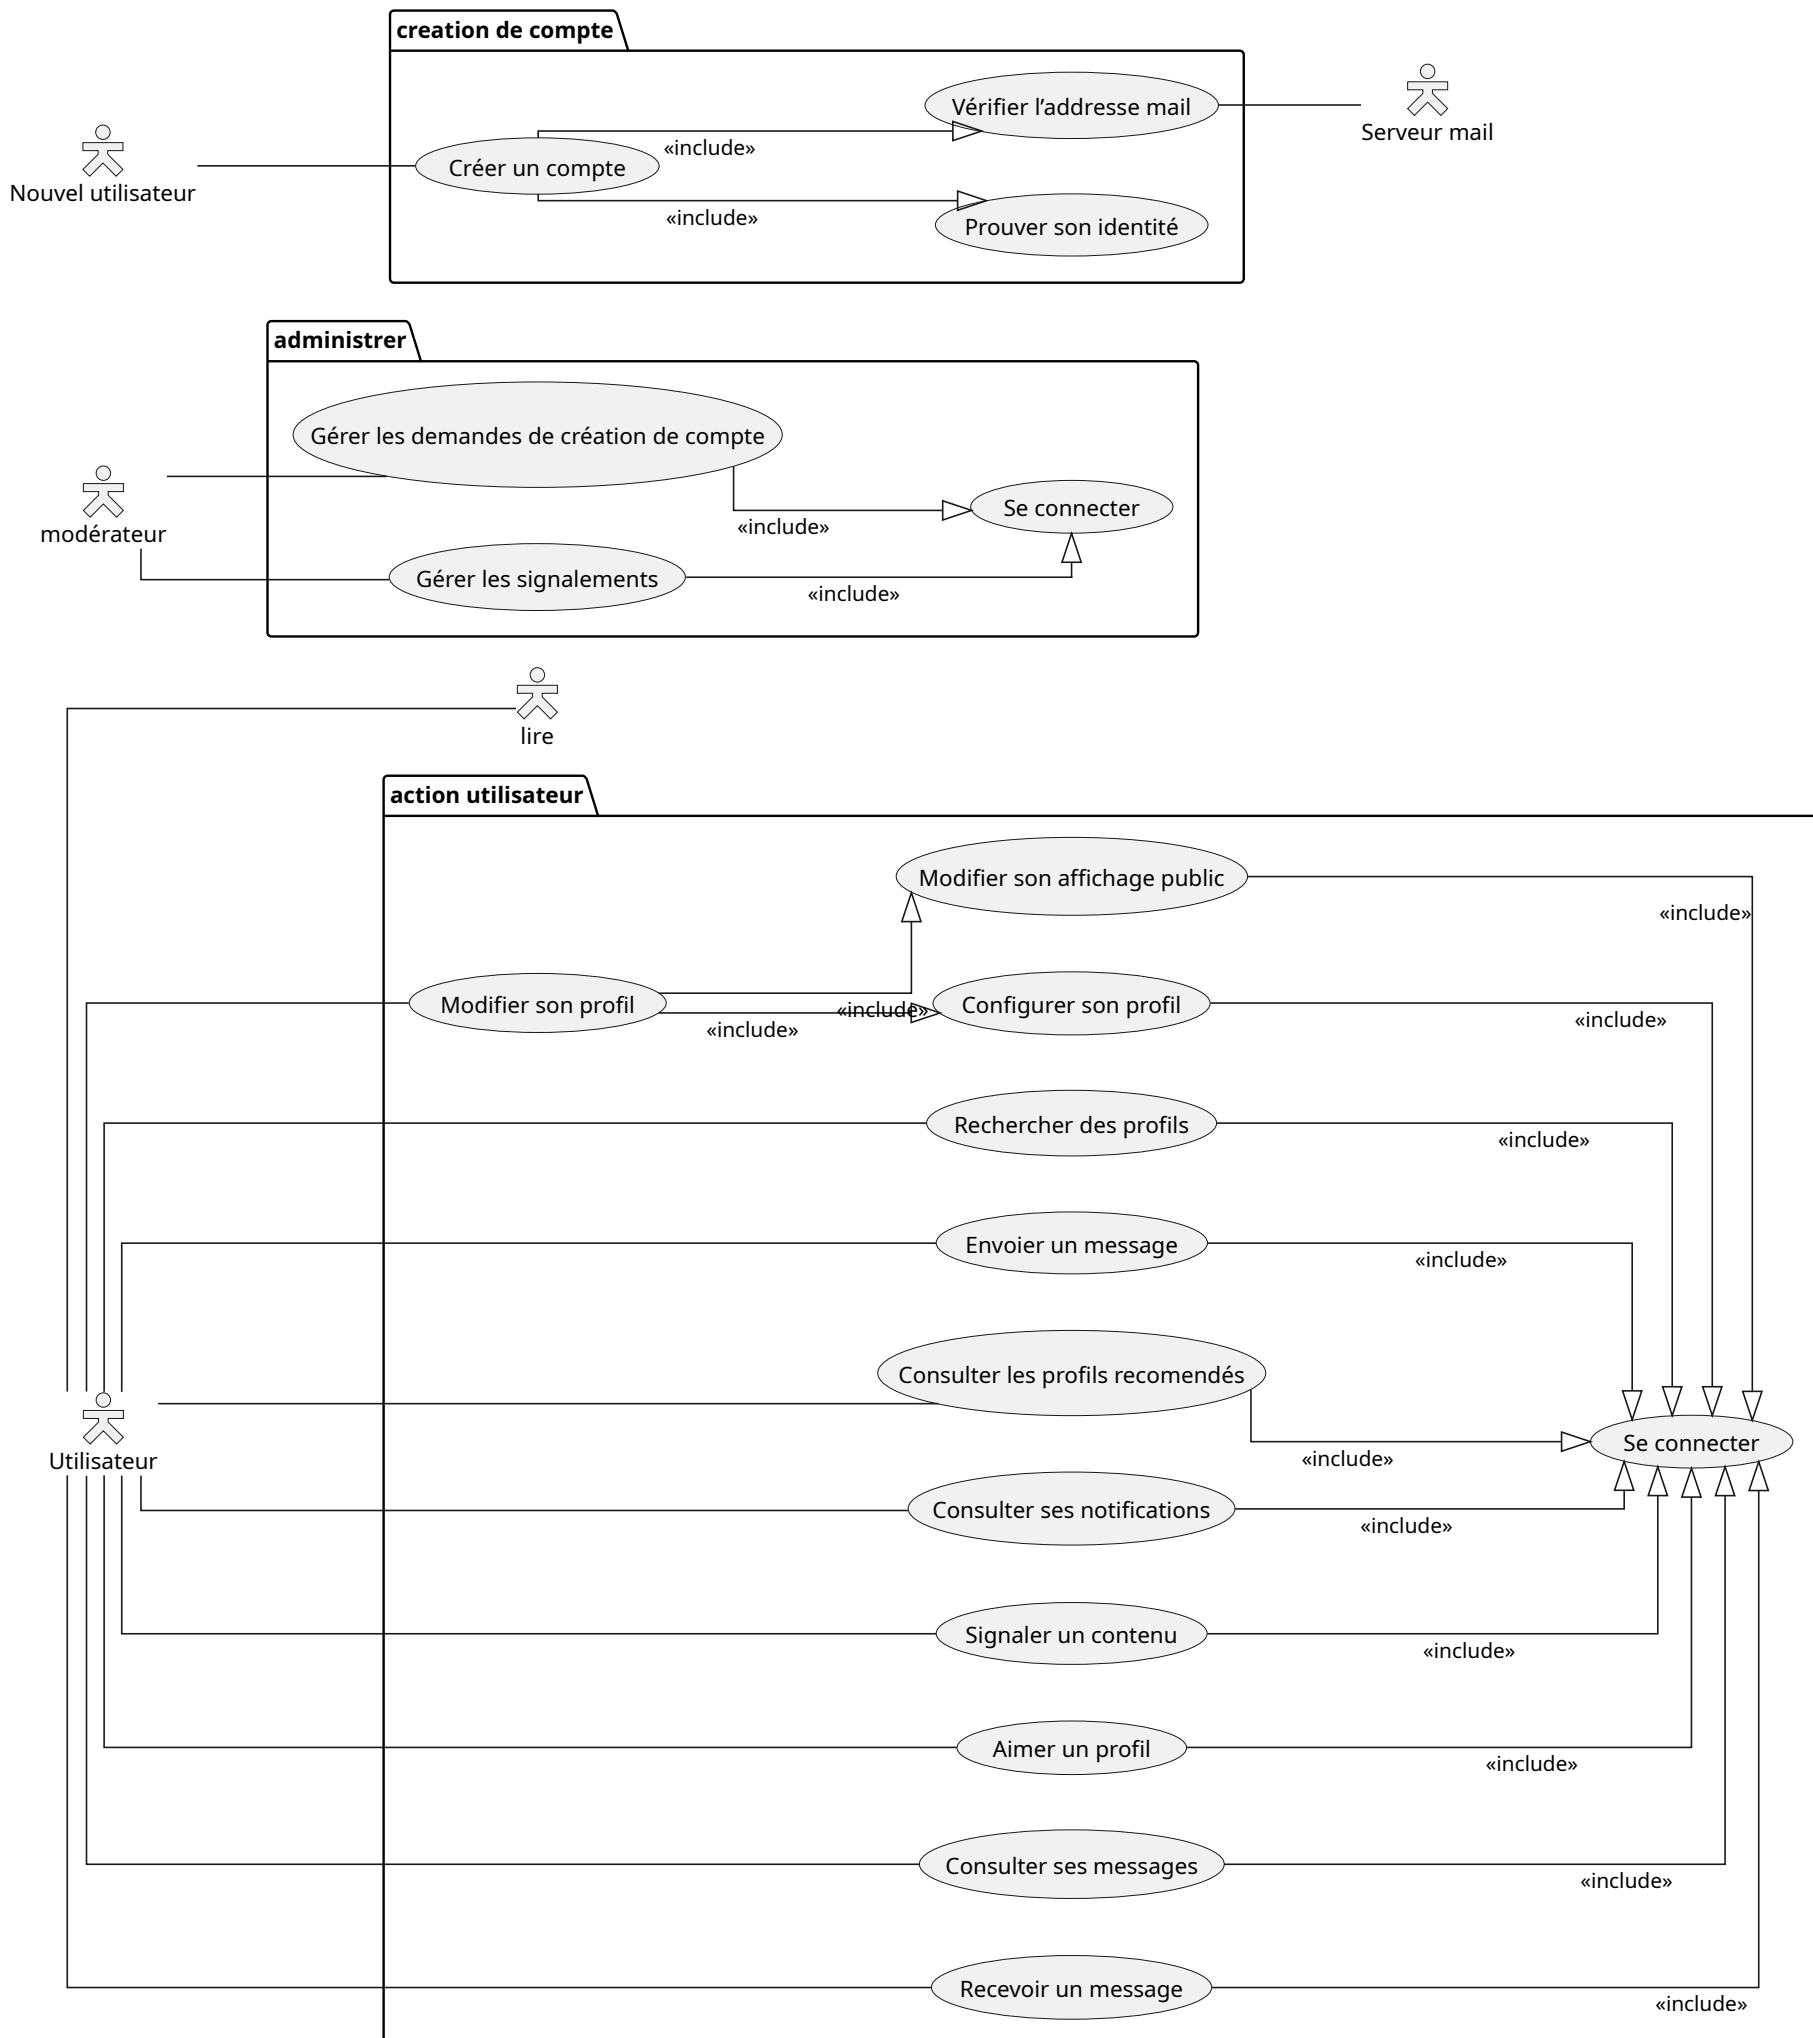 creation de compte
Vérifier l’addresse mail
Serveur mail
«include»
Créer un compte
Nouvel utilisateur
«include»
Prouver son identité
administrer
Gérer les demandes de création de compte
Se connecter
«include»
modérateur
Gérer les signalements
«include»
lire
action utilisateur
Modifier son affichage public
«include»
Modifier son profil
«include»
Configurer son profil
«include»
«include»
Rechercher des profils
«include»
Envoier un message
«include»
Consulter les profils recomendés
Se connecter
Utilisateur
«include»
Consulter ses notifications
«include»
Signaler un contenu
«include»
Aimer un profil
«include»
Consulter ses messages
«include»
Recevoir un message
«include»